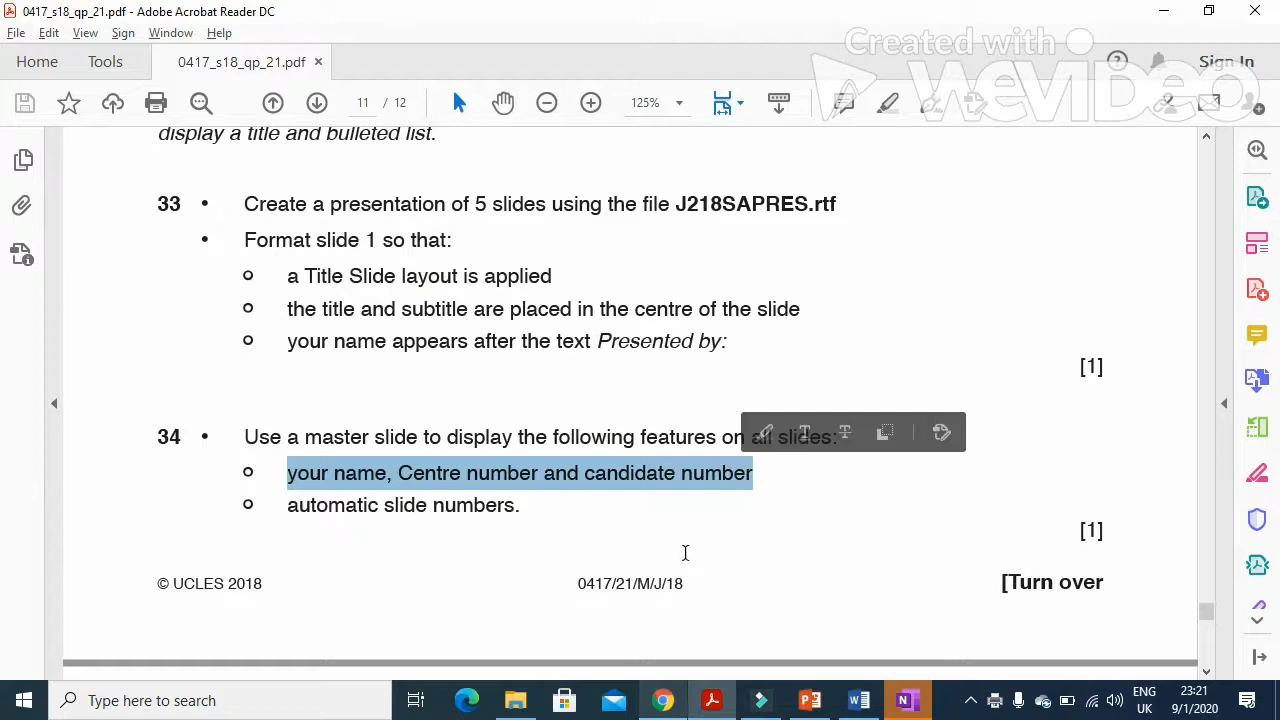 0417_s18_qp_21.pdf - Adobe Acrobat Reader DC
File Edit View Sign Window Help
Created with
WeVideo
Home Tools 0417_s18_qp_21.pdf × Sign In
11 / 12 125%
display a title and bulleted list.
33 • Create a presentation of 5 slides using the file J218SAPRES.rtf
• Format slide 1 so that:
o a Title Slide layout is applied
o the title and subtitle are placed in the centre of the slide
o your name appears after the text Presented by:
[1]
34 • Use a master slide to display the following features on all slides:
o your name, Centre number and candidate number
o automatic slide numbers.
[1]
© UCLES 2018 0417/21/M/J/18 [Turn over
Type here to search
ENG 23:21
UK 9/1/2020